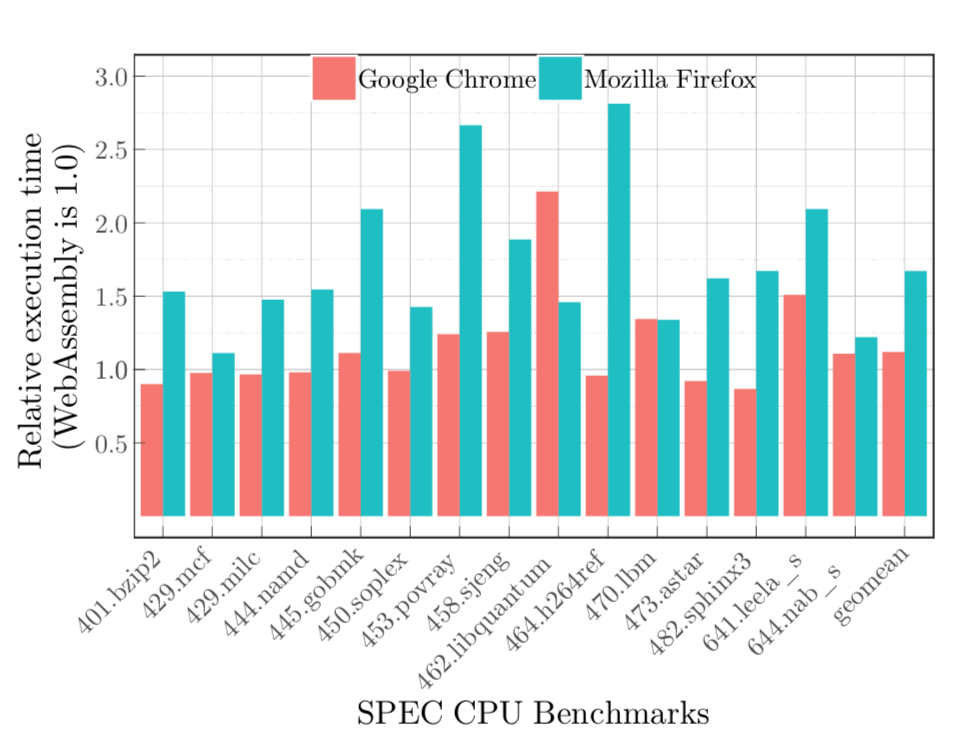 Google Chrome Mozilla Firefox
Relative execution time
(WebAssembly is 1.0)
3.0
2.5
2.0
1.5
1.0
0.5
401.bzip2
429.mcf
429.milc
444.namd
445.gobmk
450.soplex
453.povray
458.sjeng
462.libquantum
464.h264ref
470.lbm
473.astar
482.sphinx3
641.leela_s
644.nab_s
geomean
SPEC CPU Benchmarks